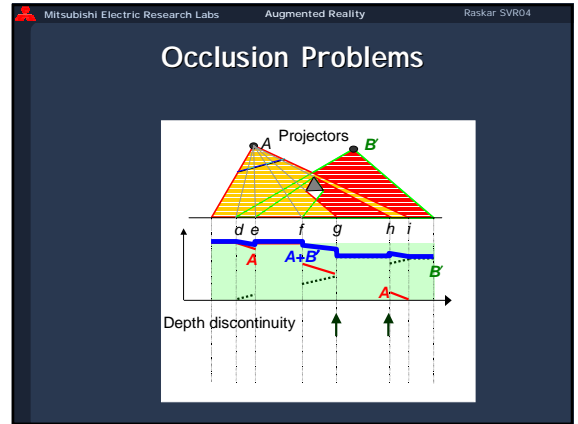 Mitsubishi Electric Research Labs Augmented Reality Raskar SVR04
Occlusion Problems
Projectors
A B′
d e f g h i
A A+B′ B′
A
Depth discontinuity